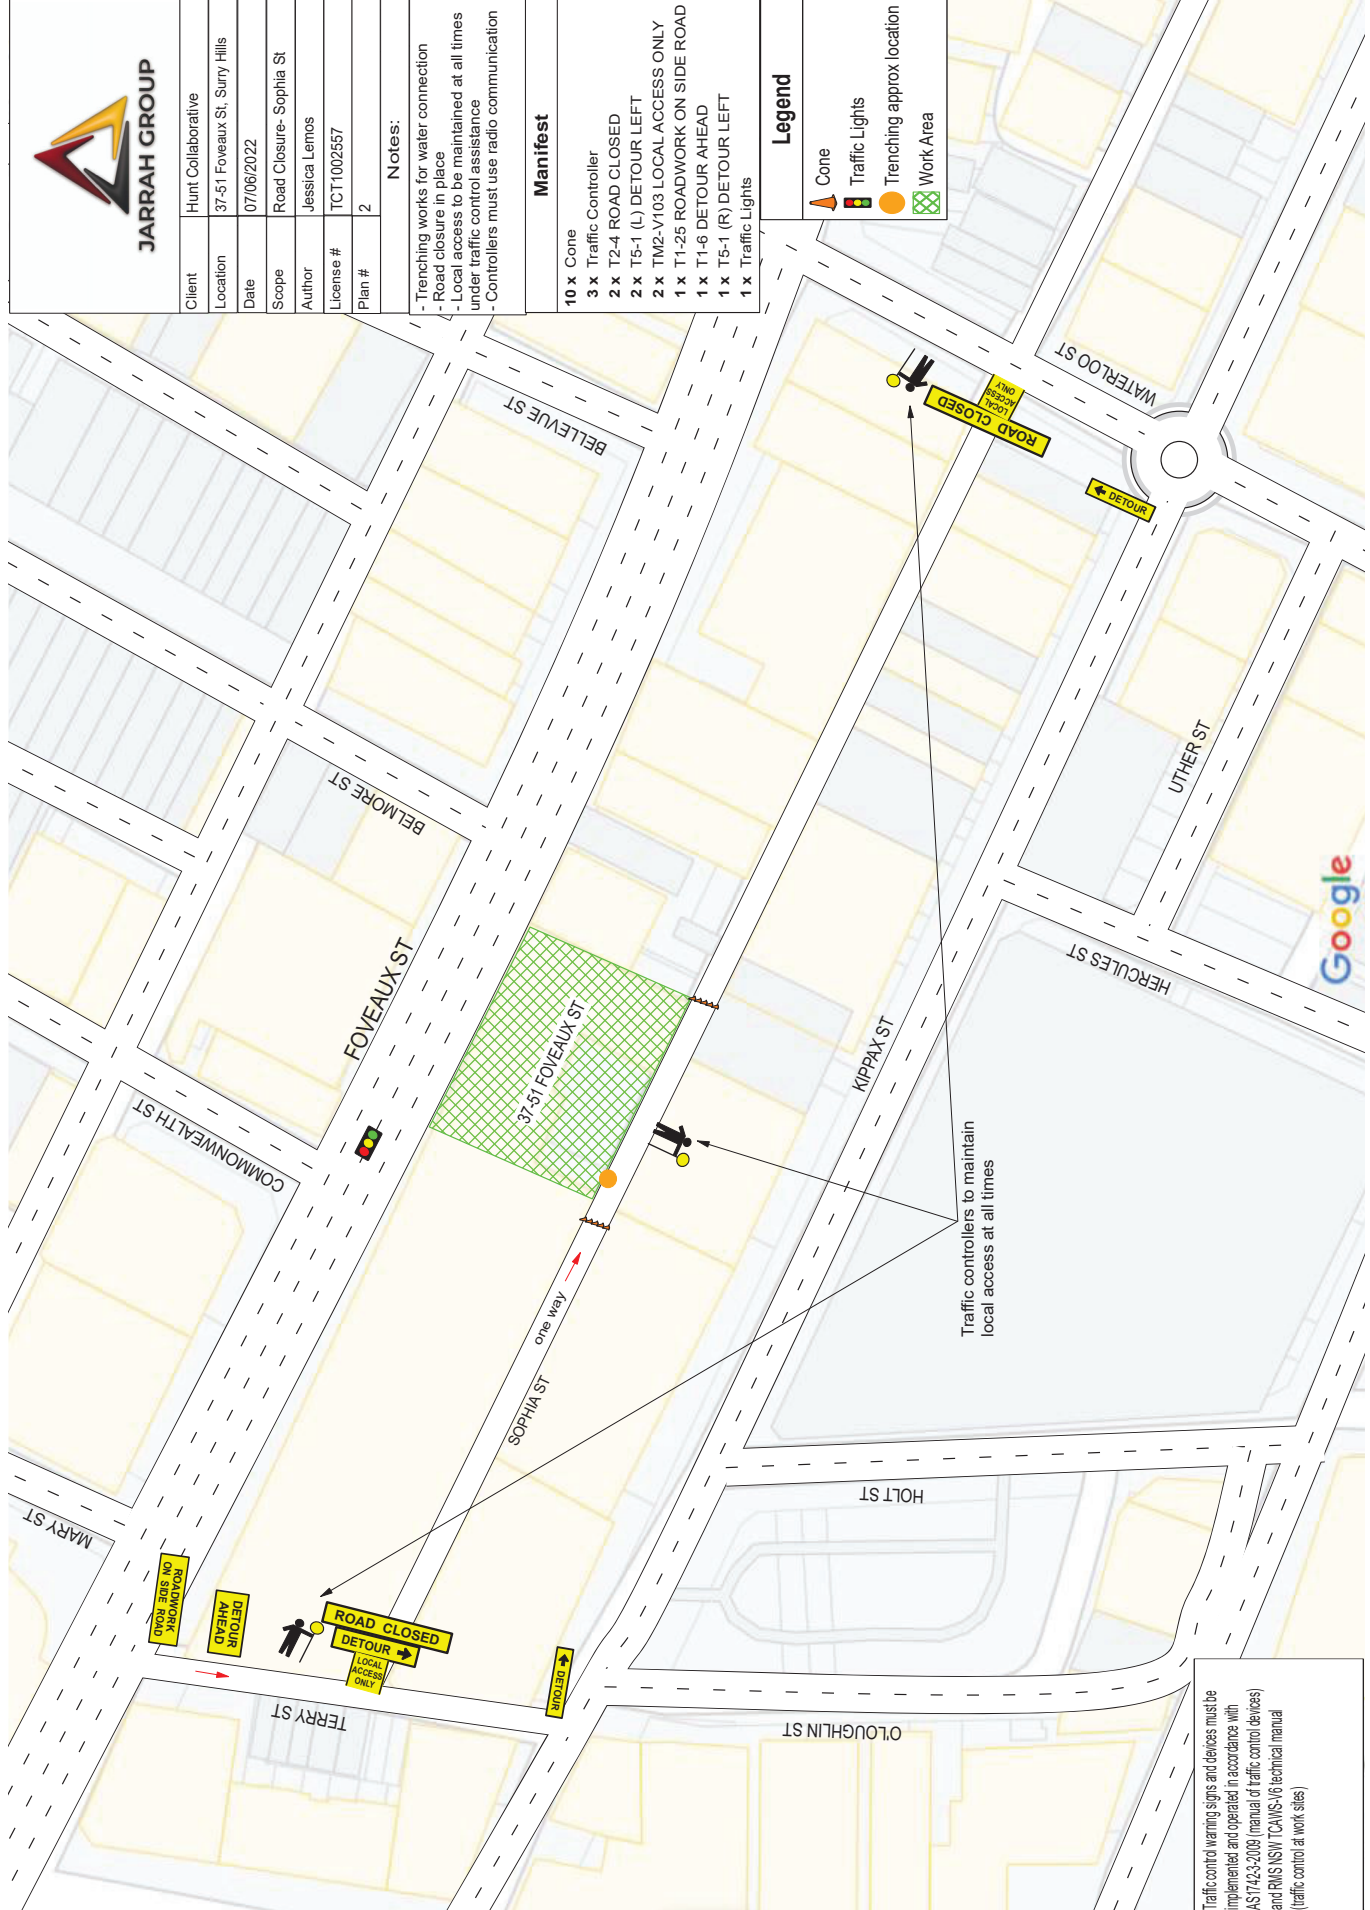 JARRAH GROUP
Client Hunt Collaborative
Location 37-51 Foveaux St, Surry Hills
Date 07/06/2022
Scope Road Closure- Sophia St
Author Jessica Lemos
License # TCT1002557
Plan # 2
Notes:
- Trenching works for water connection
- Road closure in place
- Local access to be maintained at all times
under traffic control assistance
- Controllers must use radio communication
Manifest
10 x Cone
3 x Traffic Controller
2 x T2-4 ROAD CLOSED
2 x T5-1 (L) DETOUR LEFT
2 x TM2-V103 LOCAL ACCESS ONLY
1 x T1-25 ROADWORK ON SIDE ROAD
1 x T1-6 DETOUR AHEAD
1 x T5-1 (R) DETOUR LEFT
1 x Traffic Lights
Legend
Cone
Traffic Lights
Trenching approx location
Work Area
MARY ST
COMMONWEALTH ST
BELMORE ST
BELLEVUE ST
FOVEAUX ST
37-51 FOVEAUX ST
ROADWORK
ON SIDE ROAD
DETOUR
AHEAD
ROAD CLOSED
DETOUR
LOCAL
ACCESS
ONLY
TERRY ST
DETOUR
SOPHIA ST
one way
ROAD CLOSED
LOCAL
ACCESS
ONLY
DETOUR
WATERLOO ST
KIPPAX ST
UTHER ST
HERCULES ST
HOLT ST
O'LOUGHLIN ST
Traffic controllers to maintain
local access at all times
Google
Traffic control warning signs and devices must be
implemented and operated in accordance with
AS1742-3-2009 (manual of traffic control devices)
and RMS NSW TCAWS-V6 technical manual
(traffic control at work sites)